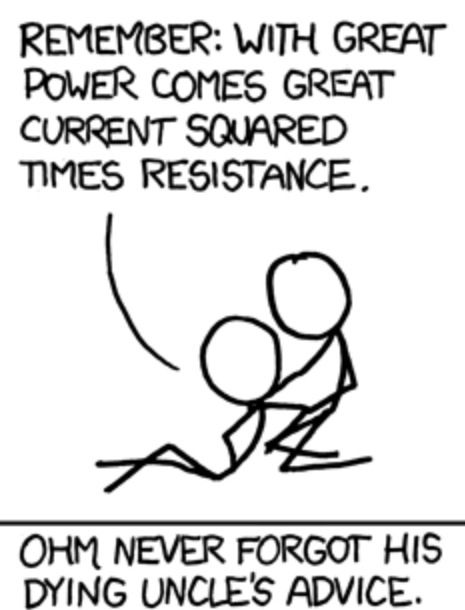 REMEMBER: WITH GREAT
POWER COMES GREAT
CURRENT SQUARED
TIMES RESISTANCE.
OHM NEVER FORGOT HIS
DYING UNCLE'S ADVICE.